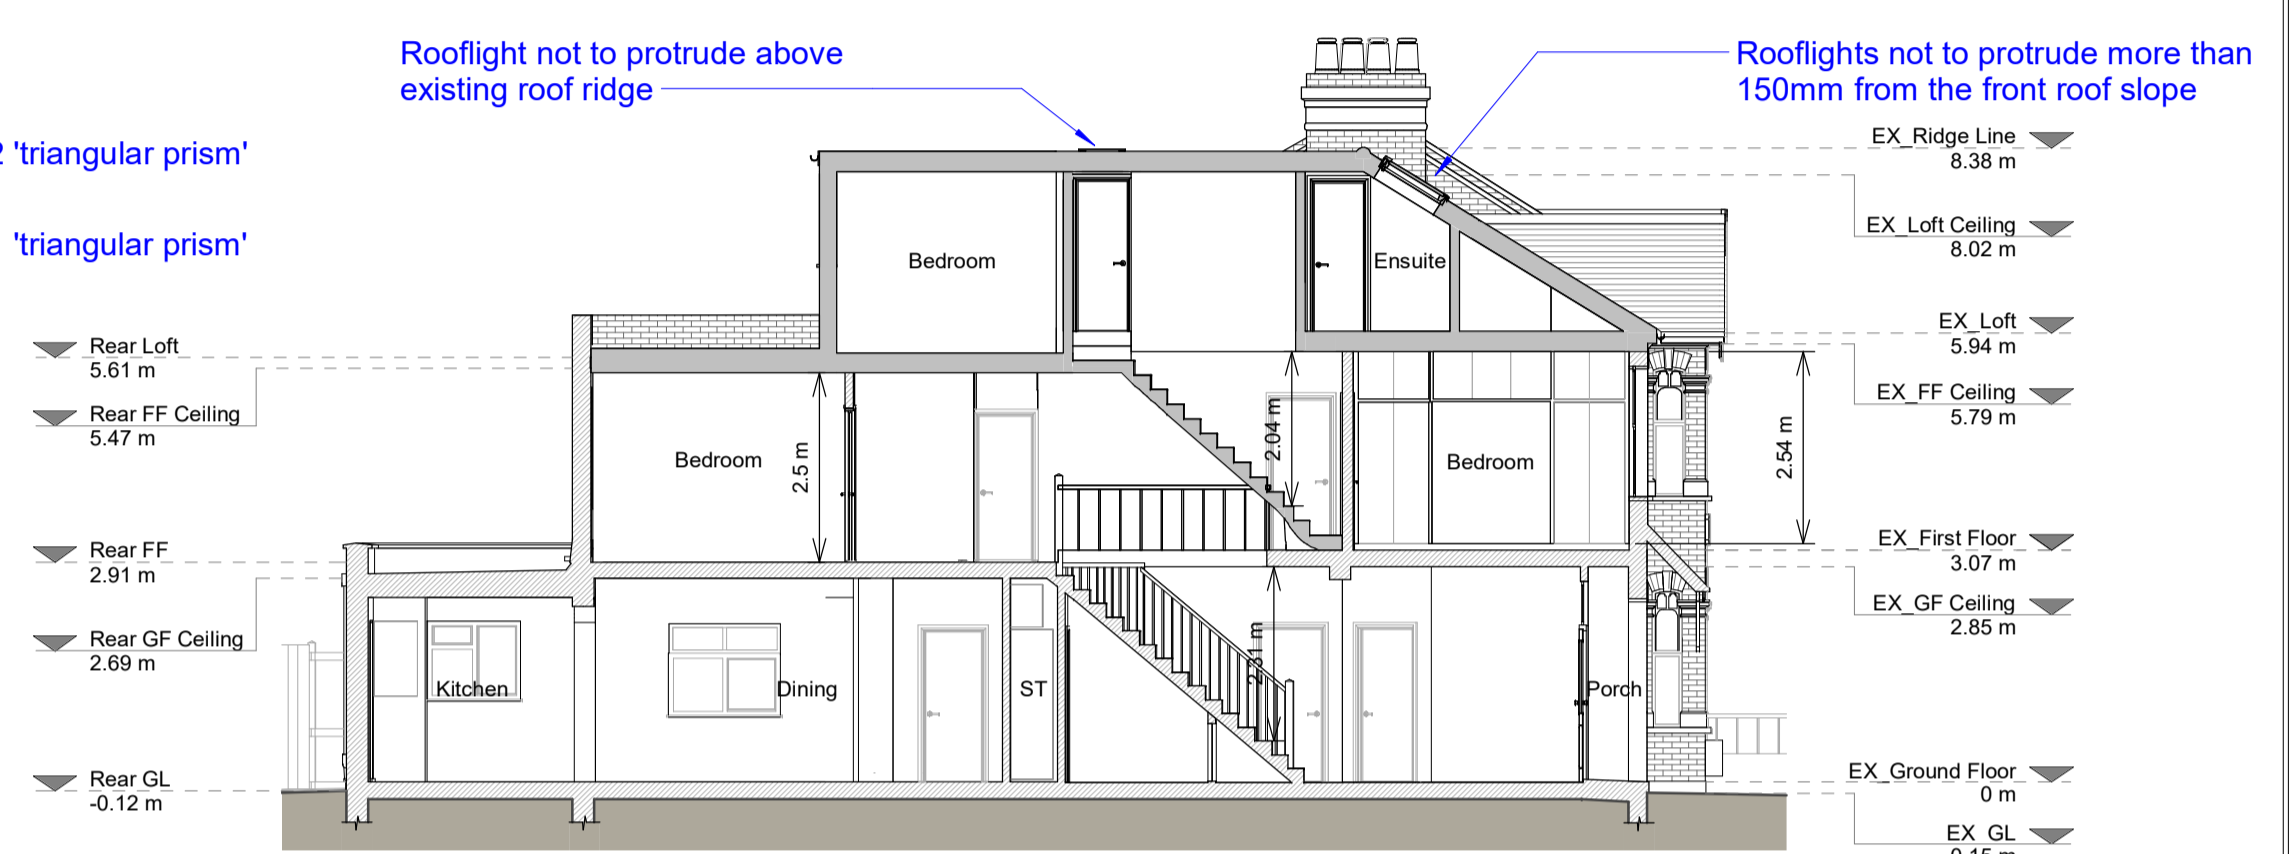 Rooflight not to protrude above
existing roof ridge
Rooflights not to protrude more than
150mm from the front roof slope
2 'triangular prism'
'triangular prism'
Rear Loft
5.61 m
Rear FF Ceiling
5.47 m
Rear FF
2.91 m
Rear GF Ceiling
2.69 m
Rear GL
-0.12 m
Bedroom
Ensuite
Bedroom
2.5 m
2.04 m
Bedroom
2.54 m
Kitchen
Dining
ST
2.31 m
Porch
EX_Ridge Line
8.38 m
EX_Loft Ceiling
8.02 m
EX_Loft
5.94 m
EX_FF Ceiling
5.79 m
EX_First Floor
3.07 m
EX_GF Ceiling
2.85 m
EX_Ground Floor
0 m
EX_GL